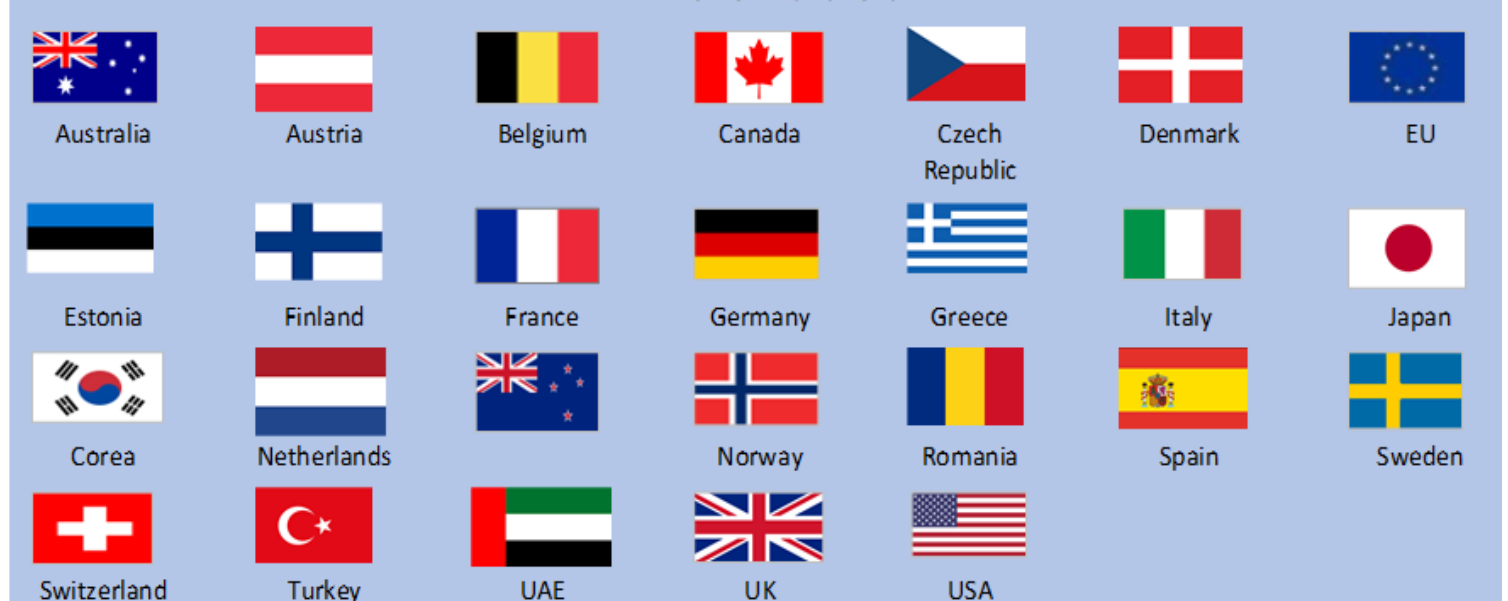 Australia Austria Belgium Canada Czech Denmark EU
Republic
Estonia Finland France Germany Greece Italy Japan
Corea Netherlands Norway Romania Spain Sweden
Switzerland Turkey UAE UK USA